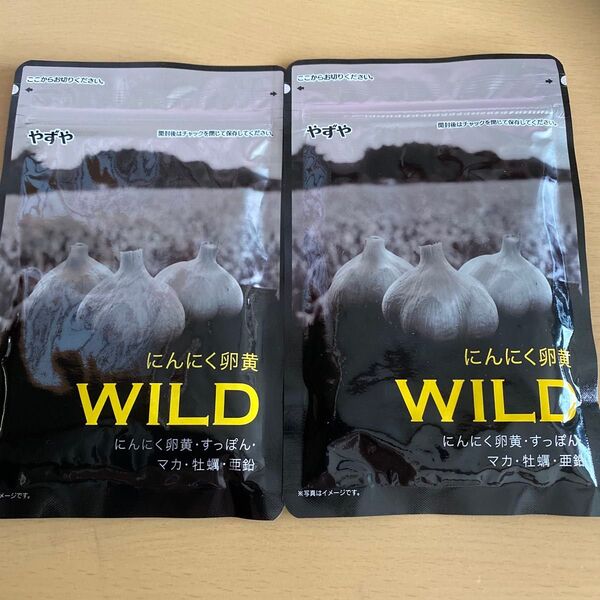 ここからお切りください。
やずや
開封後はチャックを閉じて保存してください。
にんにく卵黄
WILD
にんにく卵黄・すっぽん・
マカ・牡蠣・亜鉛
イメージです。
ここからお切りください。
やずや
開封後はチャックを閉じて保存してください。
にんにく卵黄
WILD
にんにく卵黄・すっぽん・
マカ・牡蠣・亜鉛
※写真はイメージです。